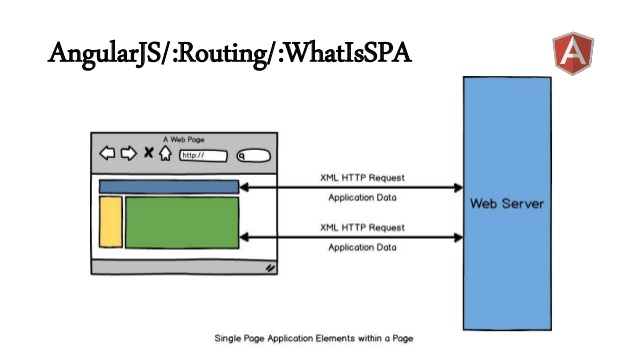 AngularJS/:Routing/:WhatIsSPA
A
A Web Page
http://
XML HTTP Request
Application Data
XML HTTP Request
Application Data
Web Server
Single Page Application Elements within a Page